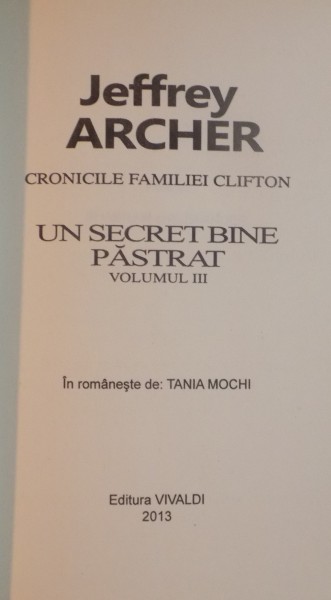 Jeffrey
ARCHER
CRONICILE FAMILIEI CLIFTON
UN SECRET BINE
PĂSTRAT
VOLUMUL III
În românește de: TANIA MOCHI
Editura VIVALDI
2013